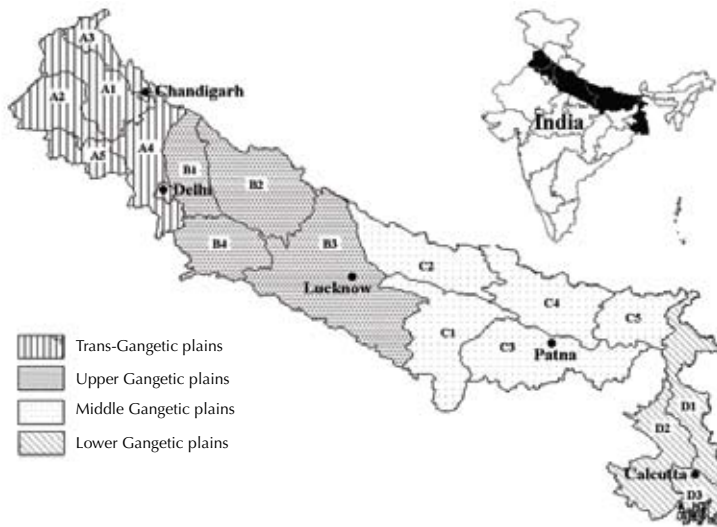 A3
A1
A2
Chandigarh
A5
A4
B1
Delhi
B2
B4
B3
Lucknow
India
C2
C4
C5
C1
C3
Patna
D1
D2
Calcutta
D3
Trans-Gangetic plains
Upper Gangetic plains
Middle Gangetic plains
Lower Gangetic plains